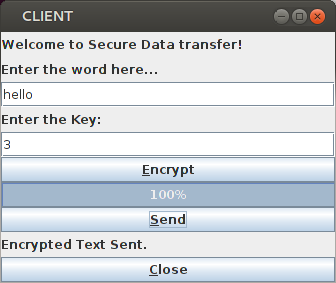 CLIENT
Welcome to Secure Data transfer!
Enter the word here...
hello
Enter the Key:
3
Encrypt
100%
Send
Encrypted Text Sent.
Close